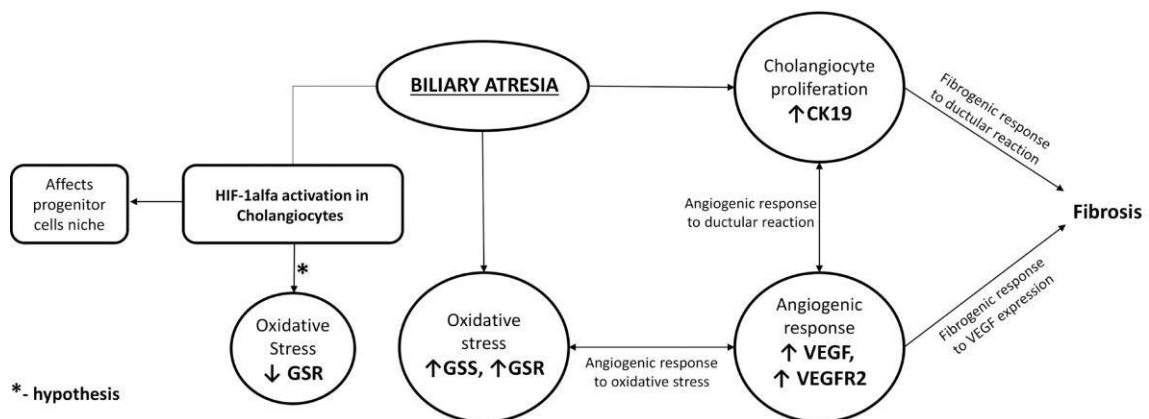 BILIARY ATRESIA
Cholangiocyte
proliferation
↑CK19
Fibrogenic response
to ductular reaction
Affects
progenitor
cells niche
HIF-1alfa activation in
Cholangiocytes
Angiogenic response
to ductular reaction
Fibrosis
*
Oxidative
Stress
↓ GSR
Oxidative
stress
↑GSS, ↑GSR
Angiogenic response
to oxidative stress
Angiogenic
response
↑ VEGF,
↑ VEGFR2
Fibrogenic response
to VEGF expression
*- hypothesis